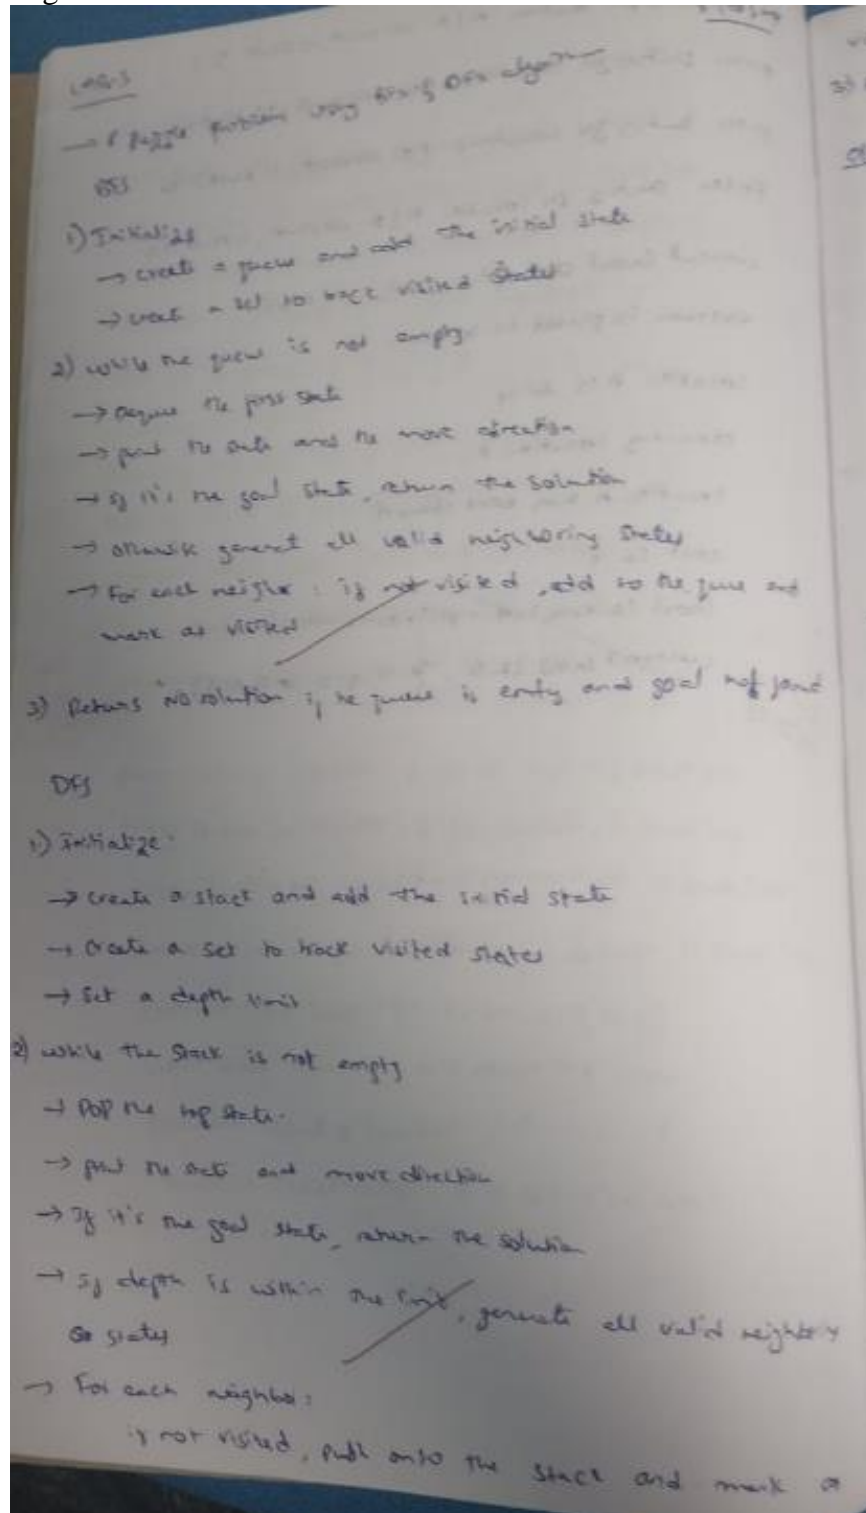 LAB-3
→ 8 puzzle problem using BFS & DFS algorithm
BFS
1) Initialize
→ create a queue and add the initial state
→ create a set to track visited states
2) while the queue is not empty
→ Dequeue the first state
→ print the state and the move direction
→ If it's the goal state, return the solution
→ otherwise generate all valid neighboring states
→ For each neighbor : if not visited, add to the queue and
mark as visited
3) Returns "No solution" if the queue is empty and goal not found
DFS
1) Initialize
→ create a stack and add the initial state
→ create a set to track visited states
→ Set a depth limit
2) while the stack is not empty
→ Pop the top state.
→ print the state and move direction
→ If it's the goal state, return the solution
→ If depth is within the limit, generate all valid neighboring
states
→ For each neighbor:
if not visited, push onto the stack and mark a